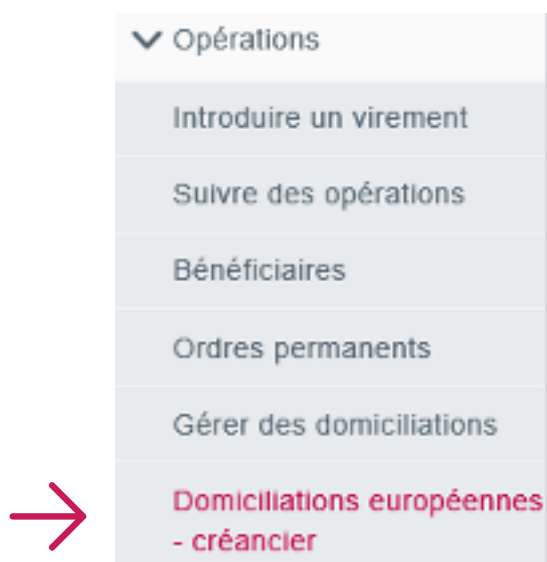 Opérations
Introduire un virement
Suivre des opérations
Bénéficiaires
Ordres permanents
Gérer des domiciliations
Domiciliations européennes
- créancier